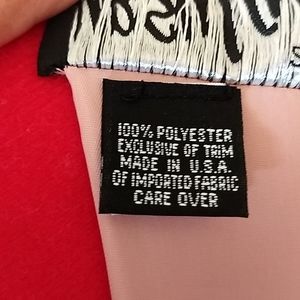 100% POLYESTER
EXCLUSIVE OF TRIM
MADE IN U.S.A.
OF IMPORTED FABRIC
CARE OVER